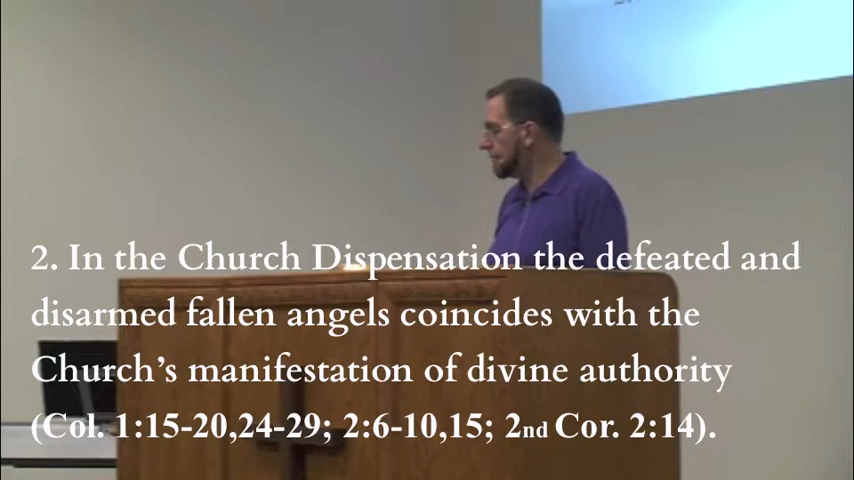 2. In the Church Dispensation the defeated and
disarmed fallen angels coincides with the
Church’s manifestation of divine authority
(Col. 1:15-20,24-29; 2:6-10,15; 2nd Cor. 2:14).